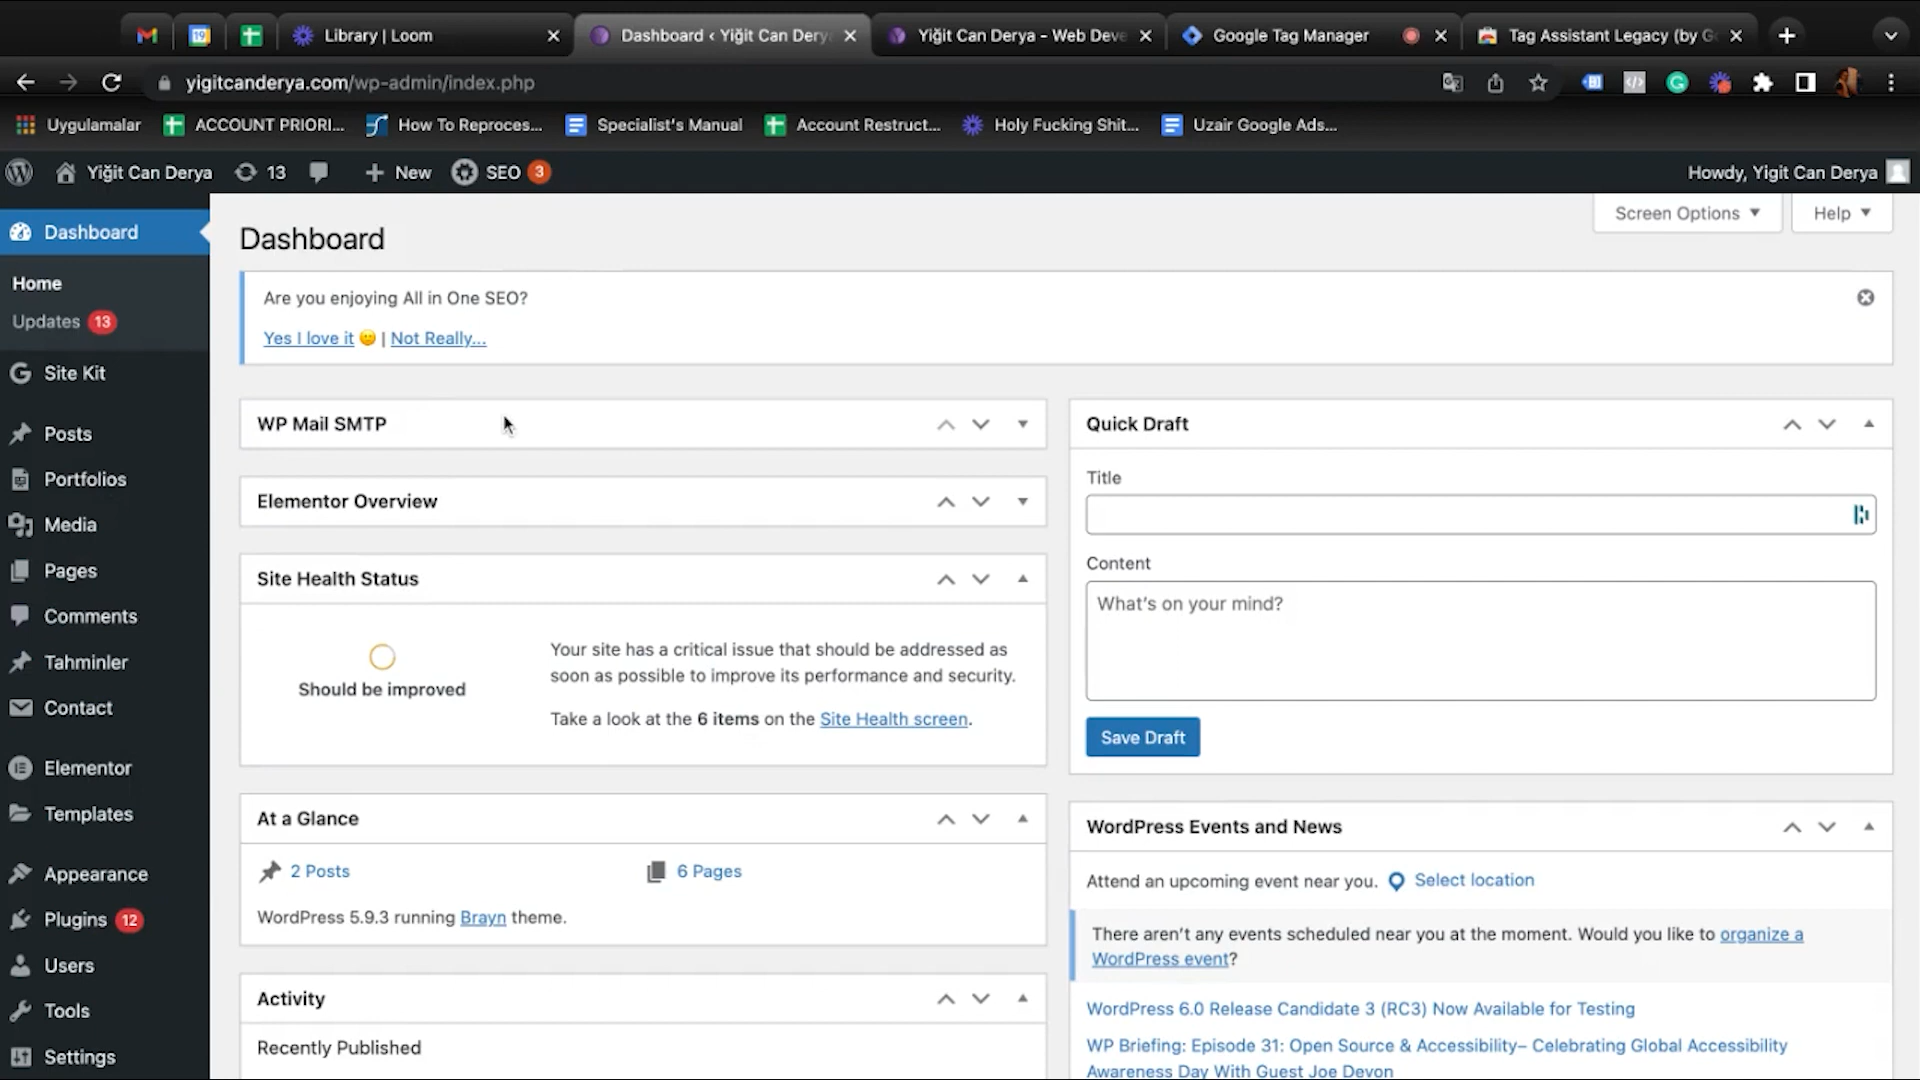 19
Library | Loom
Dashboard ‹ Yiğit Can Dery
Yiğit Can Derya - Web Deve
Google Tag Manager
Tag Assistant Legacy (by G
yigitcanderya.com/wp-admin/index.php
Uygulamalar
ACCOUNT PRIORI...
How To Reproces...
Specialist's Manual
Account Restruct...
Holy Fucking Shit...
Uzair Google Ads...
Yiğit Can Derya
13
New
SEO 3
Howdy, Yigit Can Derya
Dashboard
Home
Updates 13
Site Kit
Posts
Portfolios
Media
Pages
Comments
Tahminler
Contact
Elementor
Templates
Appearance
Plugins 12
Users
Tools
Settings
Screen Options
Help
Dashboard
Are you enjoying All in One SEO?
Yes I love it | Not Really...
WP Mail SMTP
Elementor Overview
Site Health Status
Should be improved
Your site has a critical issue that should be addressed as
soon as possible to improve its performance and security.
Take a look at the 6 items on the Site Health screen.
At a Glance
2 Posts
6 Pages
WordPress 5.9.3 running Brayn theme.
Activity
Recently Published
Quick Draft
Title
Content
What's on your mind?
Save Draft
WordPress Events and News
Attend an upcoming event near you.
Select location
There aren't any events scheduled near you at the moment. Would you like to organize a
WordPress event?
WordPress 6.0 Release Candidate 3 (RC3) Now Available for Testing
WP Briefing: Episode 31: Open Source & Accessibility– Celebrating Global Accessibility
Awareness Day With Guest Joe Devon